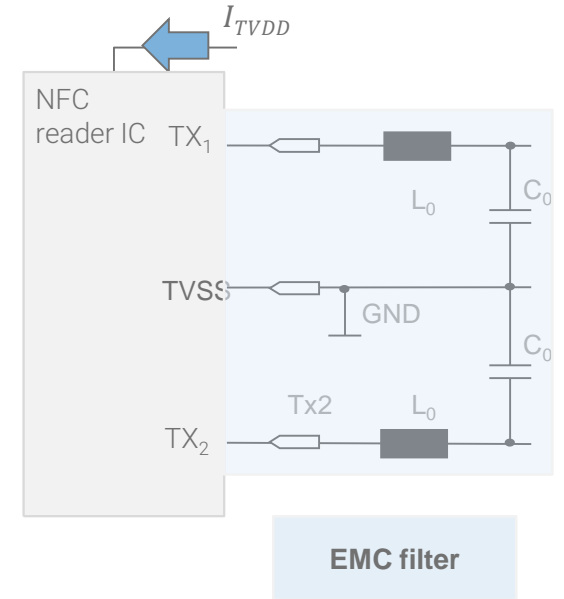 I_TVDD
NFC
reader IC
TX₁
L₀
C₀
TVSS
GND
C₀
Tx2
L₀
TX₂
EMC filter